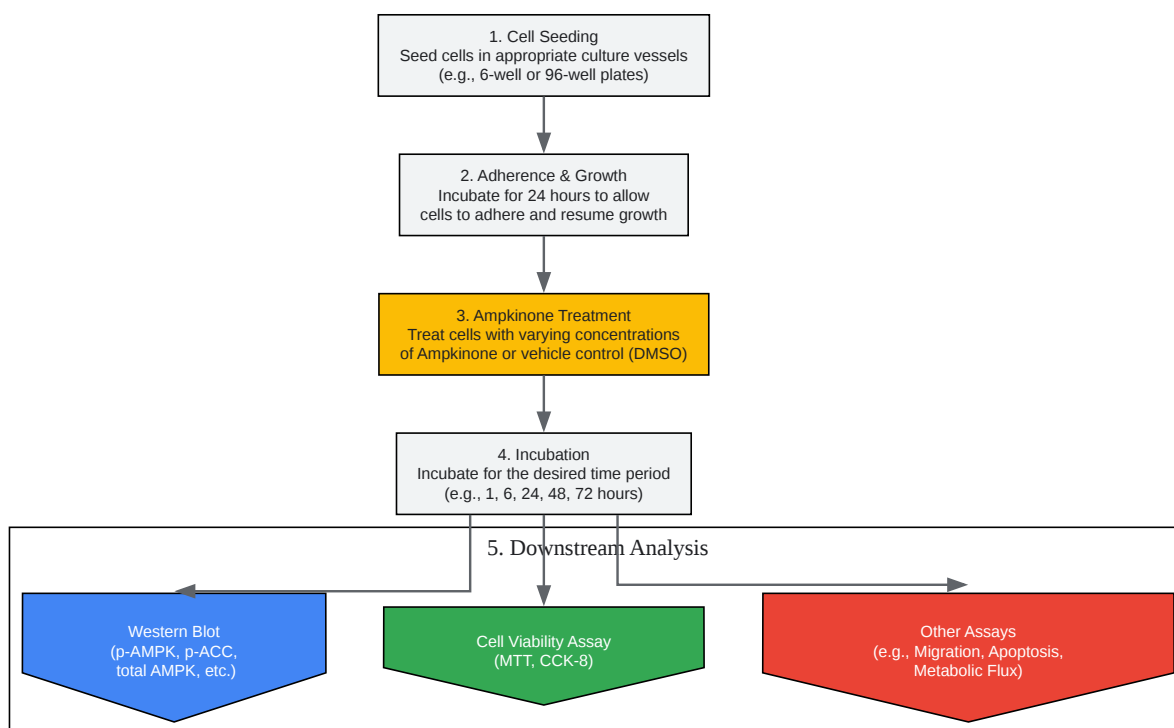 1. Cell Seeding
Seed cells in appropriate culture vessels
(e.g., 6-well or 96-well plates)
2. Adherence & Growth
Incubate for 24 hours to allow
cells to adhere and resume growth
3. Ampkinone Treatment
Treat cells with varying concentrations
of Ampkinone or vehicle control (DMSO)
4. Incubation
Incubate for the desired time period
(e.g., 1, 6, 24, 48, 72 hours)
5. Downstream Analysis
Western Blot
(p-AMPK, p-ACC,
total AMPK, etc.)
Cell Viability Assay
(MTT, CCK-8)
Other Assays
(e.g., Migration, Apoptosis,
Metabolic Flux)